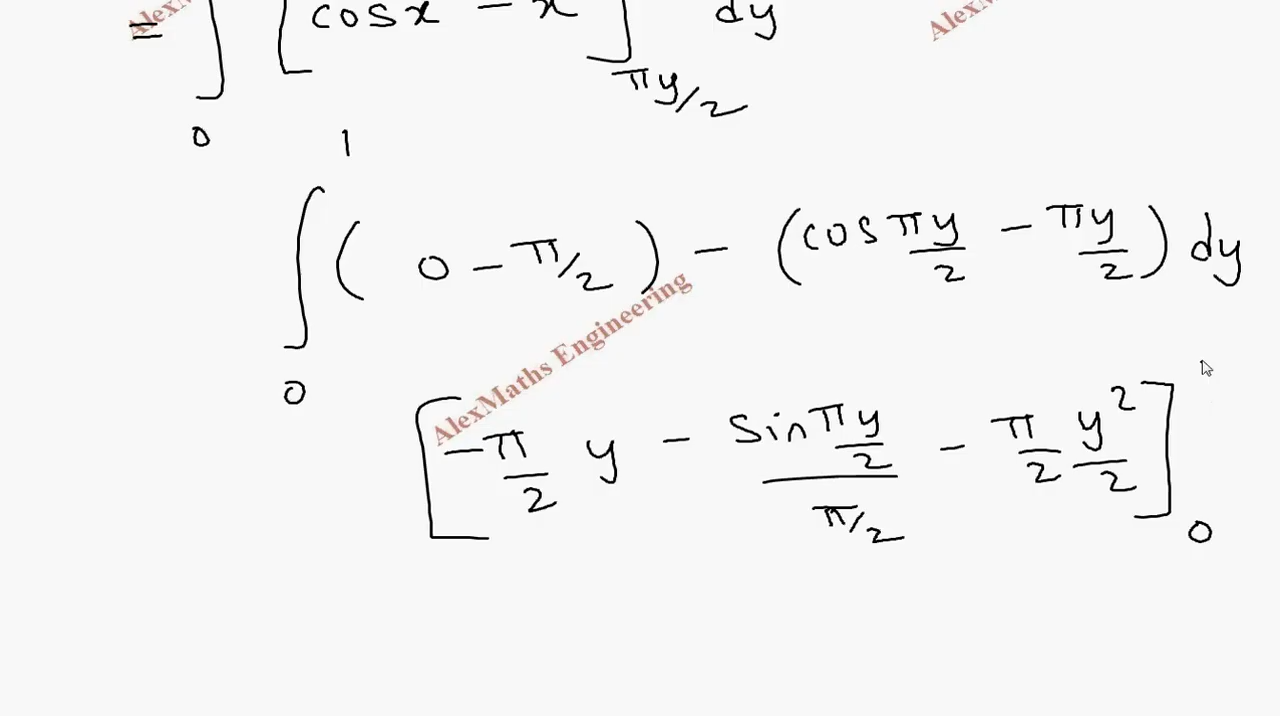 = ∫ [cos x − x] dy
πy/2
0
1
∫ ( 0 − π/2 ) − (cos πy/2 − πy/2) dy
0
[−π/2 y − sin πy/2 / π/2 − π/2 y²/2]
0
AlexMaths Engineering